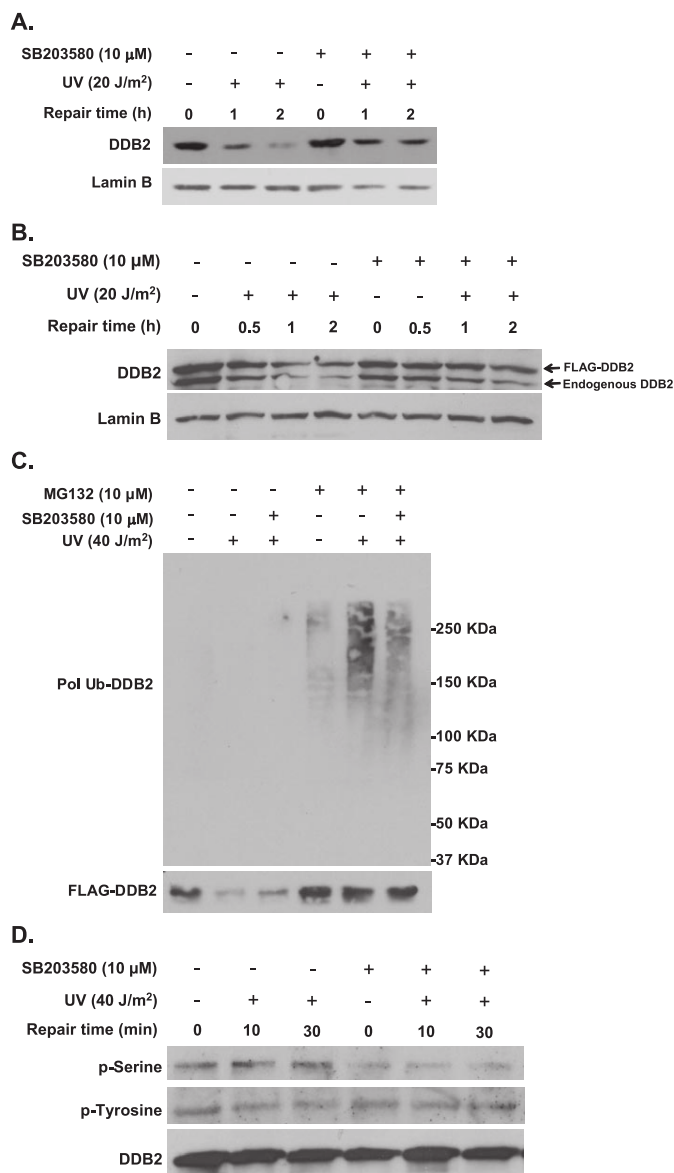 A.
SB203580 (10 µM) - - - + + +
UV (20 J/m²) - + + - + +
Repair time (h) 0 1 2 0 1 2
DDB2
Lamin B
B.
SB203580 (10 µM) - - - - + + + +
UV (20 J/m²) - + + + - - + +
Repair time (h) 0 0.5 1 2 0 0.5 1 2
DDB2
FLAG-DDB2
Endogenous DDB2
Lamin B
C.
MG132 (10 µM) - - - + + +
SB203580 (10 µM) - - + - - +
UV (40 J/m²) - + + - + +
Pol Ub-DDB2
-250 KDa
-150 KDa
-100 KDa
-75 KDa
-50 KDa
-37 KDa
FLAG-DDB2
D.
SB203580 (10 µM) - - - + + +
UV (40 J/m²) - + + - + +
Repair time (min) 0 10 30 0 10 30
p-Serine
p-Tyrosine
DDB2